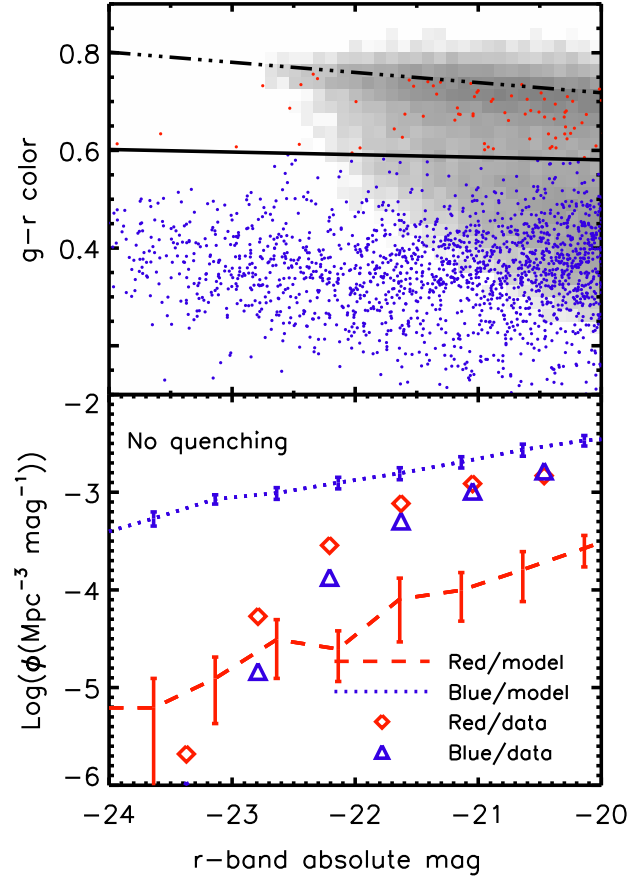 0.8
0.6
0.4
g−r color
−2
−3
−4
−5
−6
Log(ϕ(Mpc⁻³ mag⁻¹))
No quenching
Red/model
Blue/model
Red/data
Blue/data
−24 −23 −22 −21 −20
r−band absolute mag